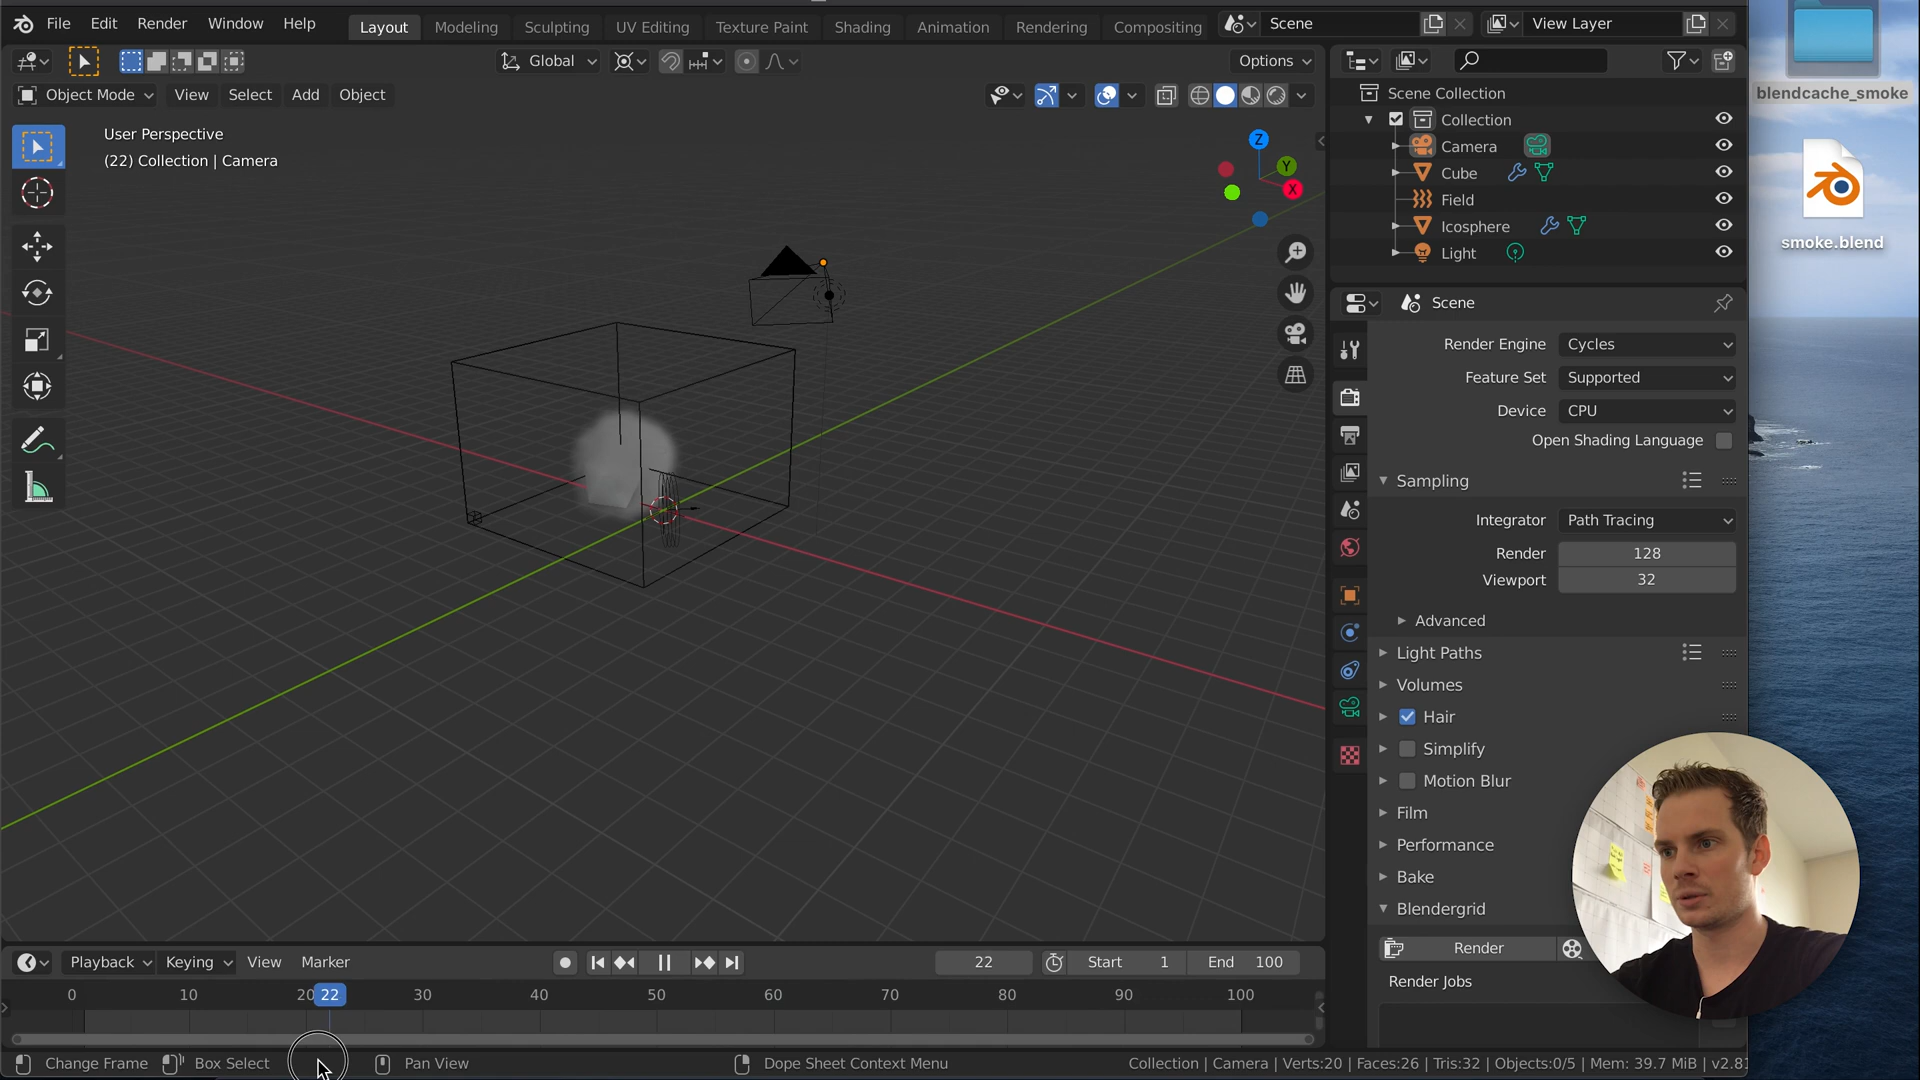 File Edit Render Window Help Layout Modeling Sculpting UV Editing Texture Paint Shading Animation Rendering Compositing Scene View Layer
Global Options
Object Mode View Select Add Object
User Perspective
(22) Collection | Camera
Z
Y
X
Scene Collection
Collection
Camera
Cube
Field
Icosphere
Light
Scene
Render Engine Cycles
Feature Set Supported
Device CPU
Open Shading Language
Sampling
Integrator Path Tracing
Render 128
Viewport 32
Advanced
Light Paths
Volumes
Hair
Simplify
Motion Blur
Film
Performance
Bake
Blendergrid
Render
Render Jobs
blendcache_smoke
smoke.blend
Playback Keying View Marker 22 Start 1 End 100
0 10 20 22 30 40 50 60 70 80 90 100
Change Frame Box Select Pan View Dope Sheet Context Menu Collection | Camera | Verts:20 | Faces:26 | Tris:32 | Objects:0/5 | Mem: 39.7 MiB | v2.81